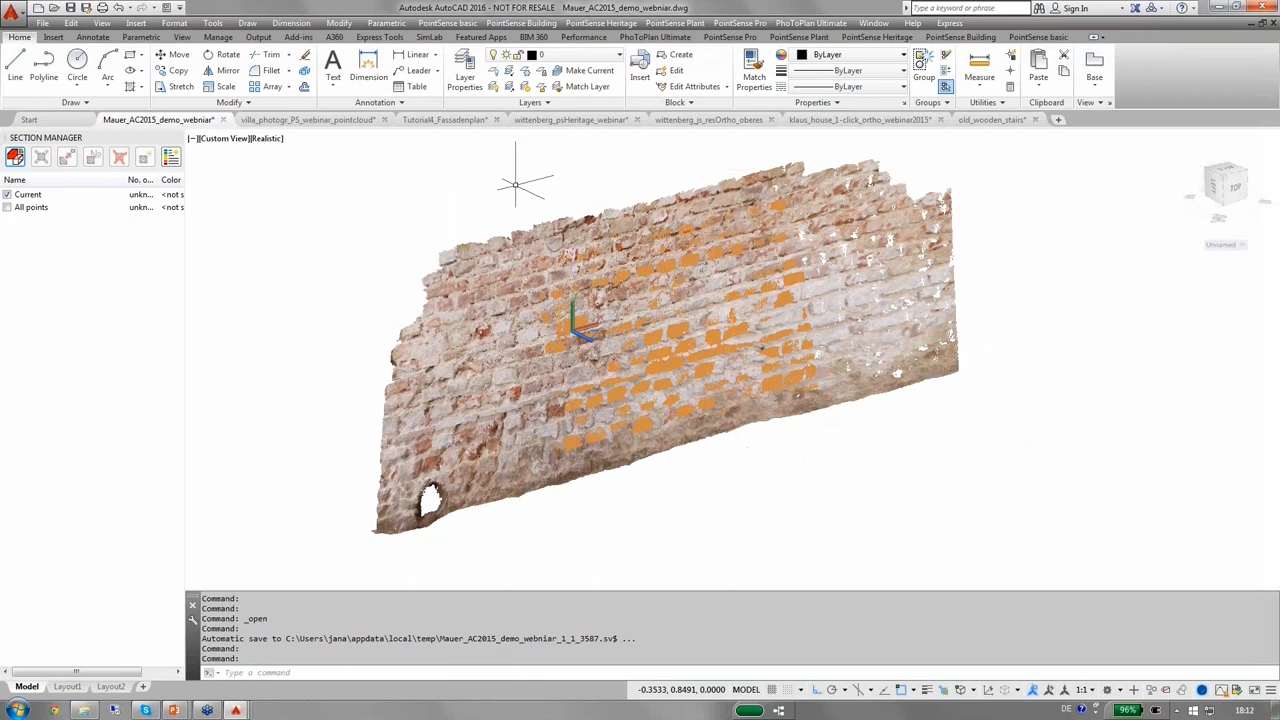 Autodesk AutoCAD 2016 - NOT FOR RESALE   Mauer_AC2015_demo_webniar.dwg
Type a keyword or phrase
Sign In
File Edit View Insert Format Tools Draw Dimension Modify Parametric PointSense basic PointSense Building PointSense Plant PointSense Heritage PointSense Pro PhoToPlan Ultimate Window Help Express
Home Insert Annotate Parametric View Manage Output Add-ins A360 Express Tools SimLab Featured Apps BIM 360 Performance PhoToPlan Ultimate PointSense Pro PointSense Plant PointSense Heritage PointSense Building PointSense basic
Line Polyline Circle Arc
Move Rotate Trim
Copy Mirror Fillet
Stretch Scale Array
Text Dimension
Linear
Leader
Table
Layer Properties
0
Make Current
Match Layer
Insert
Create
Edit
Edit Attributes
Match Properties
ByLayer
ByLayer
ByLayer
Group
Measure
Paste
Base
Draw Modify Annotation Layers Block Properties Groups Utilities Clipboard View
Start Mauer_AC2015_demo_webniar* villa_photogr_PS_webinar_pointcloud* Tutorial4_Fassadenplan* wittenberg_psHeritage_webinar* wittenberg_js_resOrtho_oberes klaus_house_1-click_ortho_webinar2015* old_wooden_stairs*
SECTION MANAGER
[−][Custom View][Realistic]
Name No. o... Color
Current unkn... <not s
All points unkn... <not s
TOP
Unnamed
Command:
Command:
Command: _open
Command:
Automatic save to C:\Users\jana\appdata\local\temp\Mauer_AC2015_demo_webniar_1_1_3587.sv$ ...
Command:
Command:
Type a command
Model Layout1 Layout2 +
-0.3533, 0.8491, 0.0000 MODEL
1:1
DE
96%
18:12